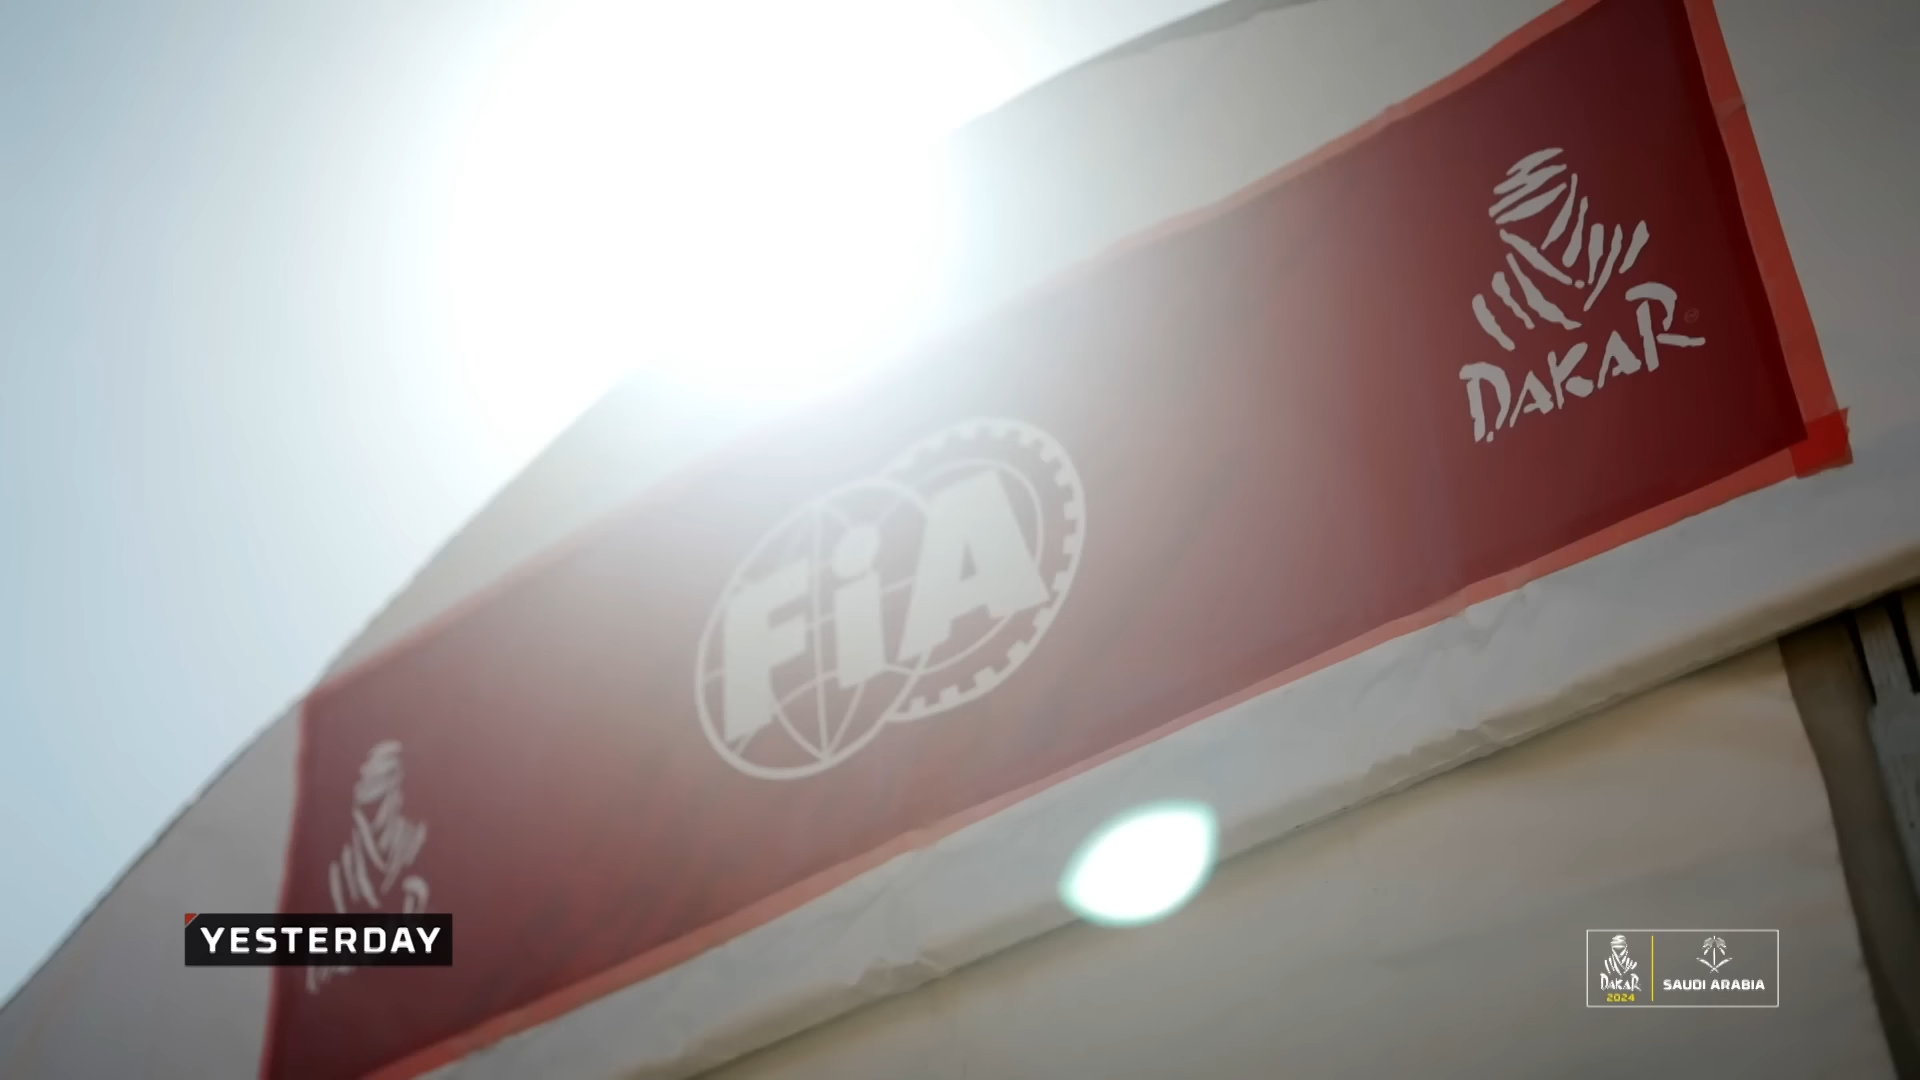 DAKAR
FiA
YESTERDAY
DAKAR
2024
SAUDI ARABIA